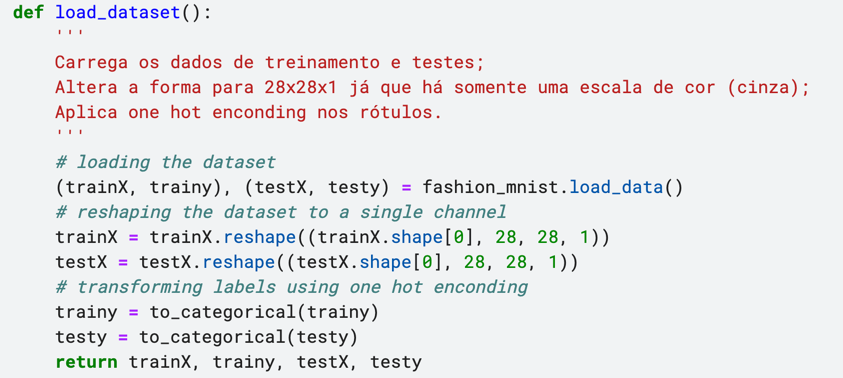 def load_dataset():
'''
Carrega os dados de treinamento e testes;
Altera a forma para 28x28x1 já que há somente uma escala de cor (cinza);
Aplica one hot enconding nos rótulos.
'''
# loading the dataset
(trainX, trainy), (testX, testy) = fashion_mnist.load_data()
# reshaping the dataset to a single channel
trainX = trainX.reshape((trainX.shape[0], 28, 28, 1))
testX = testX.reshape((testX.shape[0], 28, 28, 1))
# transforming labels using one hot enconding
trainy = to_categorical(trainy)
testy = to_categorical(testy)
return trainX, trainy, testX, testy